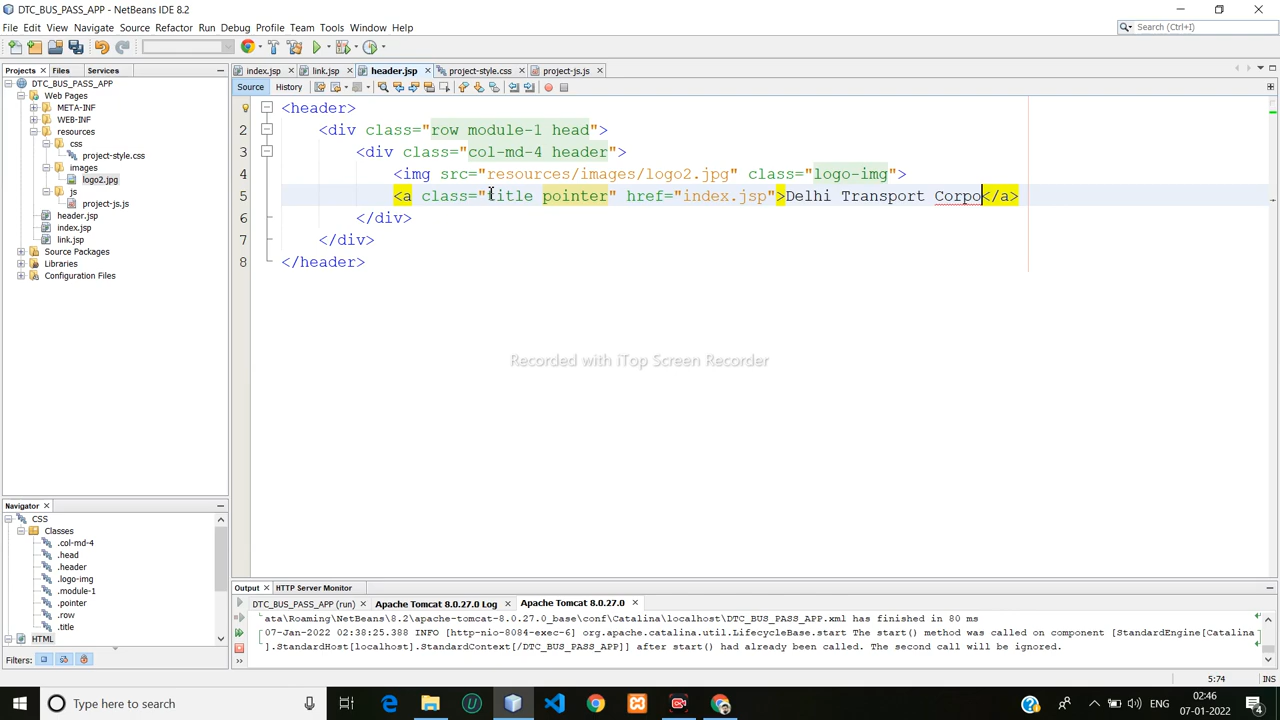 DTC_BUS_PASS_APP - NetBeans IDE 8.2
File Edit View Navigate Source Refactor Run Debug Profile Team Tools Window Help
Search (Ctrl+I)
Projects Files Services
index.jsp link.jsp header.jsp project-style.css project-js.js
Source History
DTC_BUS_PASS_APP
Web Pages
META-INF
WEB-INF
resources
css
project-style.css
images
logo2.jpg
js
project-js.js
header.jsp
index.jsp
link.jsp
Source Packages
Libraries
Configuration Files
<header>
2 <div class="row module-1 head">
3 <div class="col-md-4 header">
4 <img src="resources/images/logo2.jpg" class="logo-img">
5 <a class="title pointer" href="index.jsp">Delhi Transport Corpo</a>
6 </div>
7 </div>
8 </header>
Recorded with iTop Screen Recorder
Navigator
CSS
Classes
.col-md-4
.head
.header
.logo-img
.module-1
.pointer
.row
.title
HTML
Filters:
Output HTTP Server Monitor
DTC_BUS_PASS_APP (run) Apache Tomcat 8.0.27.0 Log Apache Tomcat 8.0.27.0
ata\Roaming\NetBeans\8.2\apache-tomcat-8.0.27.0_base\conf\Catalina\localhost\DTC_BUS_PASS_APP.xml has finished in 80 ms
07-Jan-2022 02:38:25.388 INFO [http-nio-8084-exec-6] org.apache.catalina.util.LifecycleBase.start The start() method was called on component [StandardEngine[Catalina
].StandardHost[localhost].StandardContext[/DTC_BUS_PASS_APP]] after start() had already been called. The second call will be ignored.
5:74 INS
Type here to search
02:46
ENG
07-01-2022